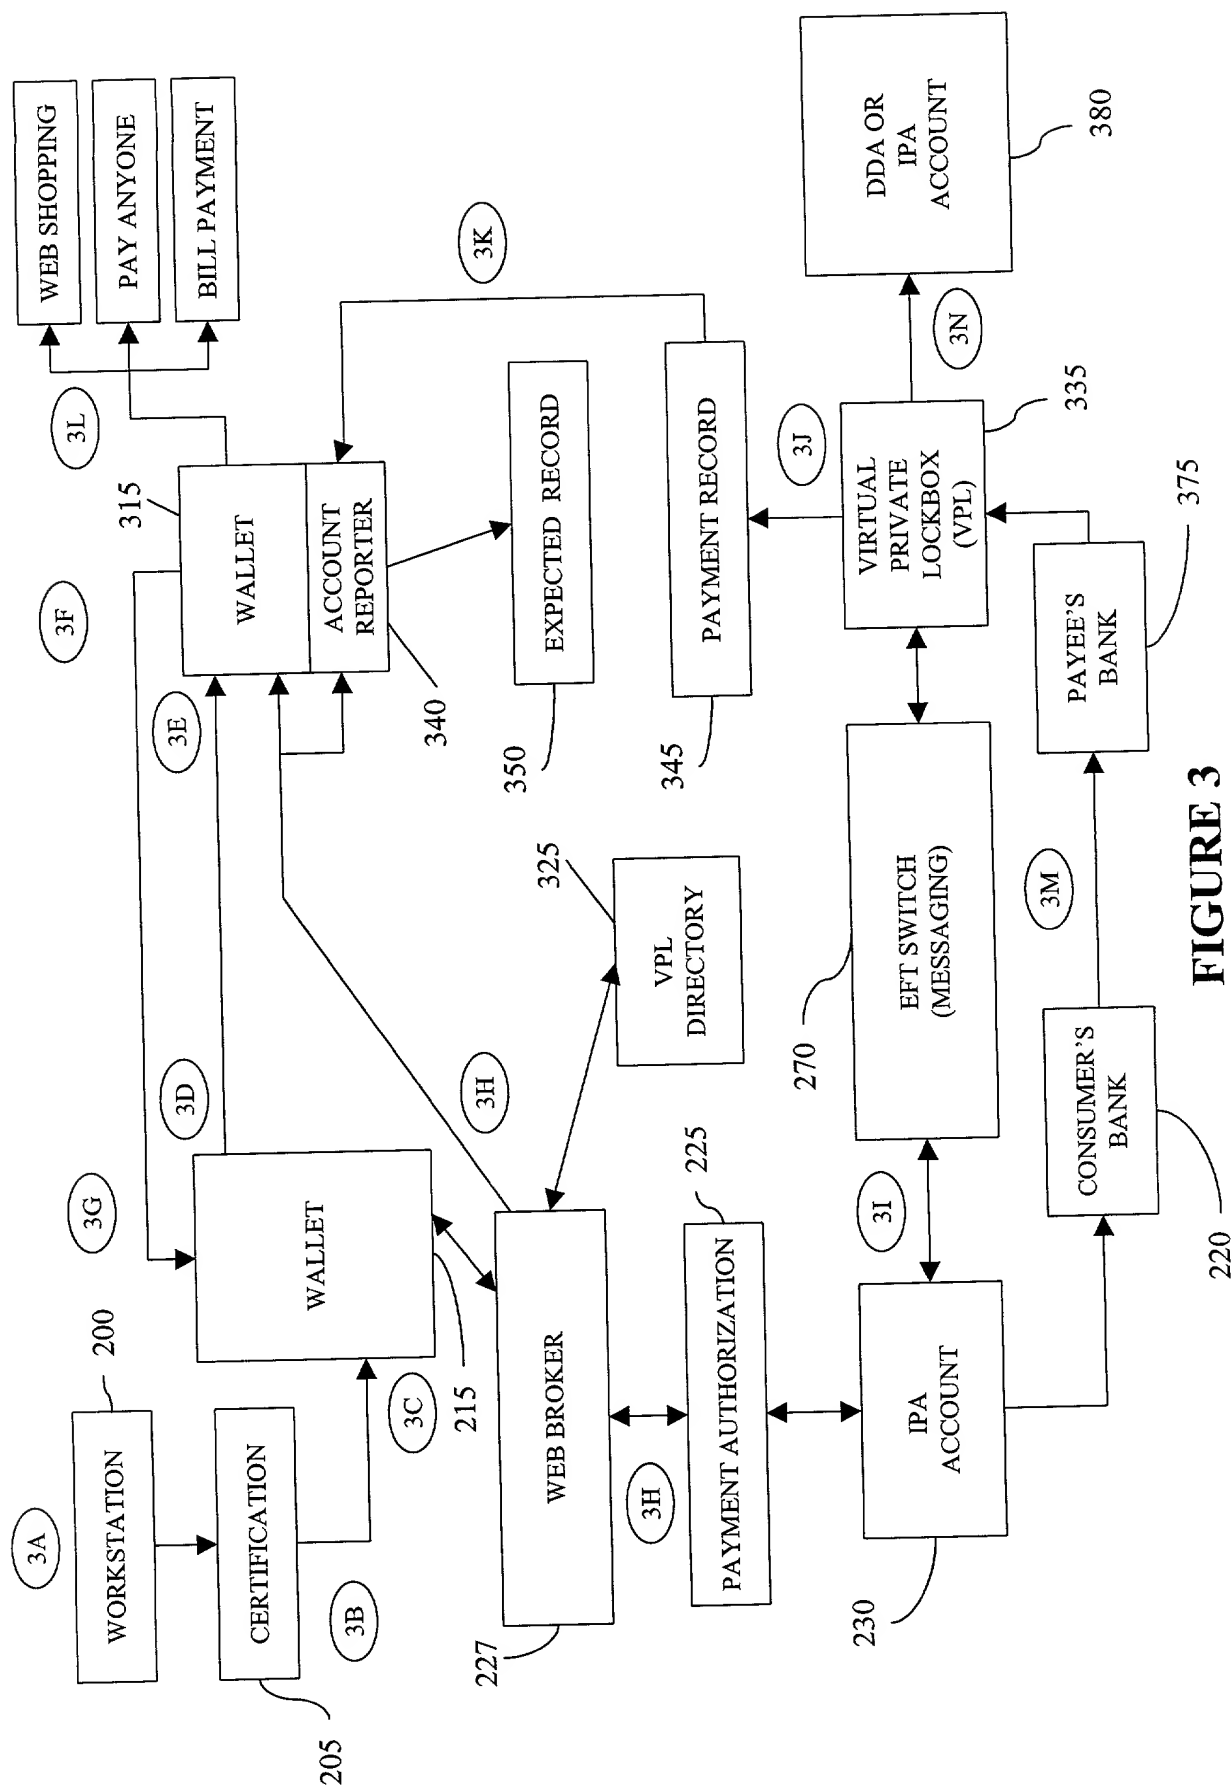 3A
WORKSTATION
200
CERTIFICATION
205
3B
3C
WALLET
215
3G
3D
3F
3E
WALLET
315
ACCOUNT
REPORTER
340
3L
WEB SHOPPING
PAY ANYONE
BILL PAYMENT
WEB BROKER
227
3H
3H
VPL
DIRECTORY
325
EXPECTED RECORD
350
3K
PAYMENT AUTHORIZATION
225
PAYMENT RECORD
345
3J
IPA
ACCOUNT
230
3I
EFT SWITCH
(MESSAGING)
270
VIRTUAL
PRIVATE
LOCKBOX
(VPL)
335
3N
DDA OR
IPA
ACCOUNT
380
CONSUMER'S
BANK
220
3M
PAYEE'S
BANK
375
FIGURE 3